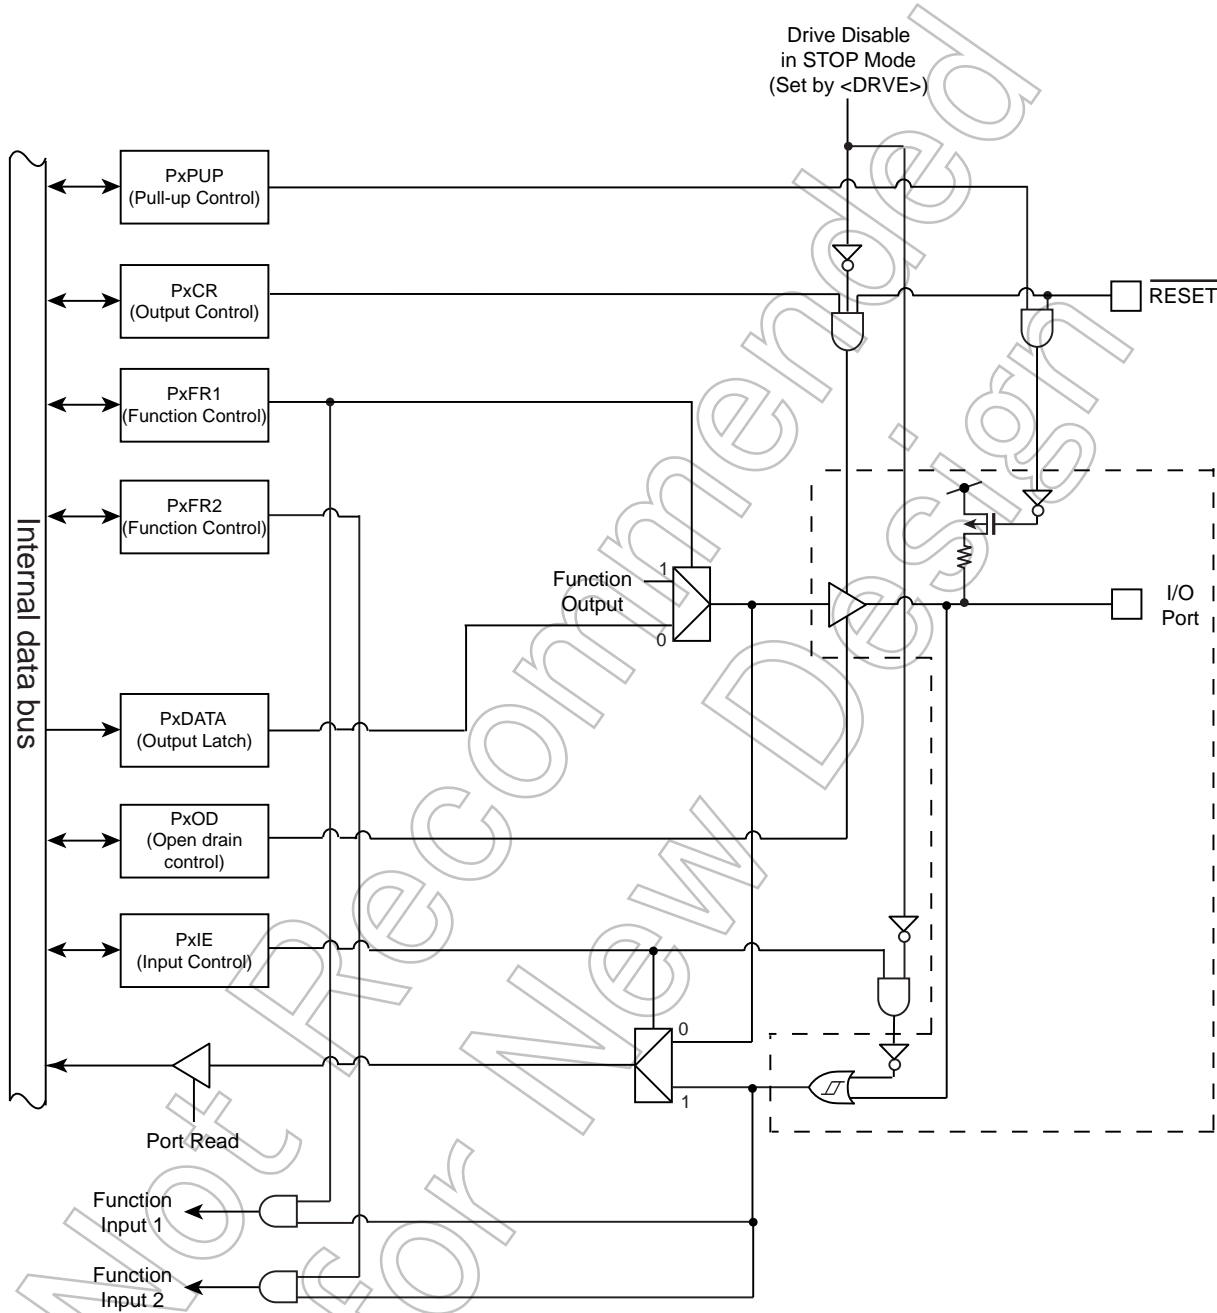 Drive Disable
in STOP Mode
(Set by <DRVE>)
PxPUP
(Pull-up Control)
PxCR
(Output Control)
RESET
PxFR1
(Function Control)
PxFR2
(Function Control)
Internal data bus
1
Function
Output
0
I/O
Port
PxDATA
(Output Latch)
PxOD
(Open drain
control)
PxIE
(Input Control)
0
1
Port Read
Function
Input 1
Function
Input 2
Not Recommended
for New Design